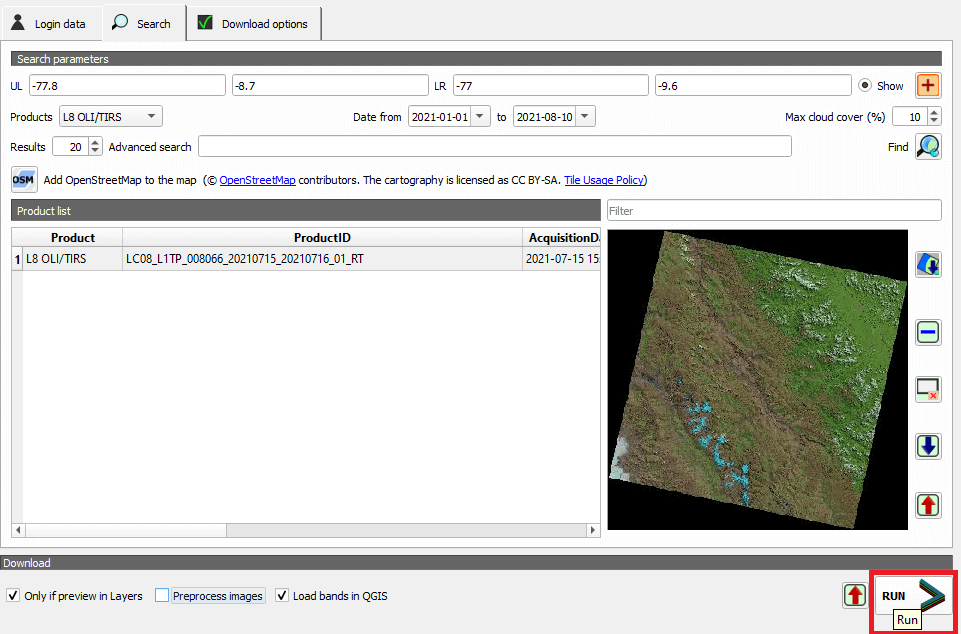 Login data Search Download options
Search parameters
UL -77.8 -8.7 LR -77 -9.6 Show
Products L8 OLI/TIRS Date from 2021-01-01 to 2021-08-10 Max cloud cover (%) 10
Results 20 Advanced search Find
OSM Add OpenStreetMap to the map (© OpenStreetMap contributors. The cartography is licensed as CC BY-SA. Tile Usage Policy)
Product list Filter
Product ProductID AcquisitionDa
1 L8 OLI/TIRS LC08_L1TP_008066_20210715_20210716_01_RT 2021-07-15 15
Download
Only if preview in Layers Preprocess images Load bands in QGIS RUN
Run